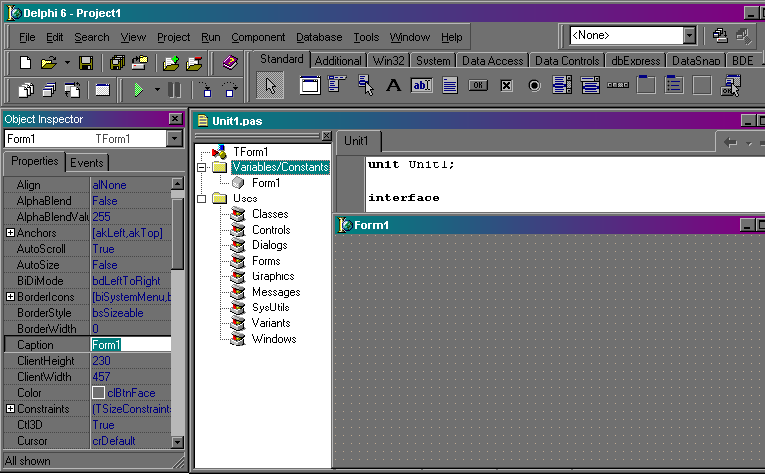 Delphi 6 - Project1
File Edit Search View Project Run Component Database Tools Window Help
<None>
Standard Additional Win32 System Data Access Data Controls dbExpress DataSnap BDE
Object Inspector
Form1 TForm1
Properties Events
Align alNone
AlphaBlend False
AlphaBlendValu 255
Anchors [akLeft,akTop]
AutoScroll True
AutoSize False
BiDiMode bdLeftToRight
BorderIcons [biSystemMenu,b
BorderStyle bsSizeable
BorderWidth 0
Caption Form1
ClientHeight 230
ClientWidth 457
Color clBtnFace
Constraints (TSizeConstraints
Ctl3D True
Cursor crDefault
All shown
Unit1.pas
TForm1
Variables/Constants
Form1
Uses
Classes
Controls
Dialogs
Forms
Graphics
Messages
SysUtils
Variants
Windows
Unit1
unit Unit1;
interface
Form1